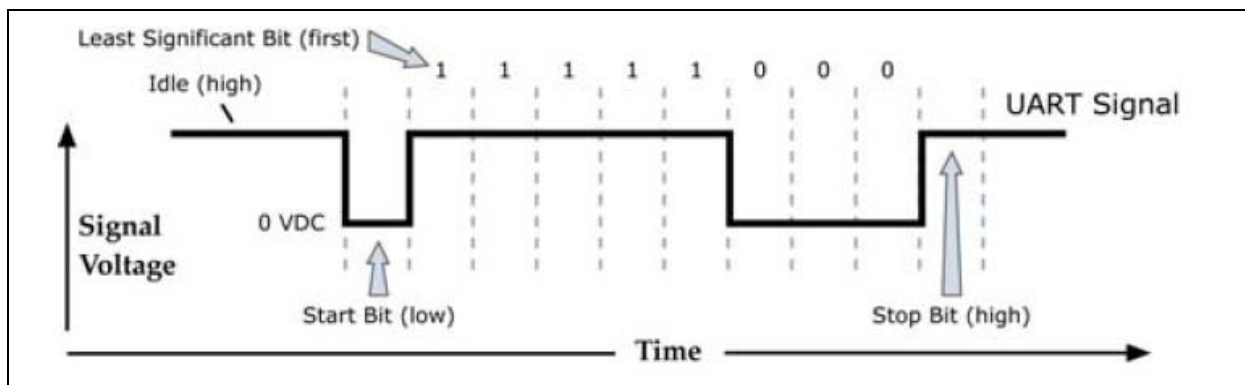 Least Significant Bit (first)
1 1 1 1 1 0 0 0
Idle (high)
UART Signal
0 VDC
Signal
Voltage
Start Bit (low)
Stop Bit (high)
Time